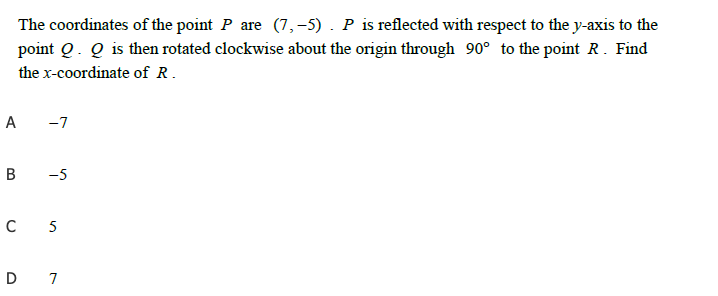 The coordinates of the point P are (7, −5) . P is reflected with respect to the y-axis to the
point Q . Q is then rotated clockwise about the origin through 90° to the point R . Find
the x-coordinate of R .
A −7
B −5
C 5
D 7